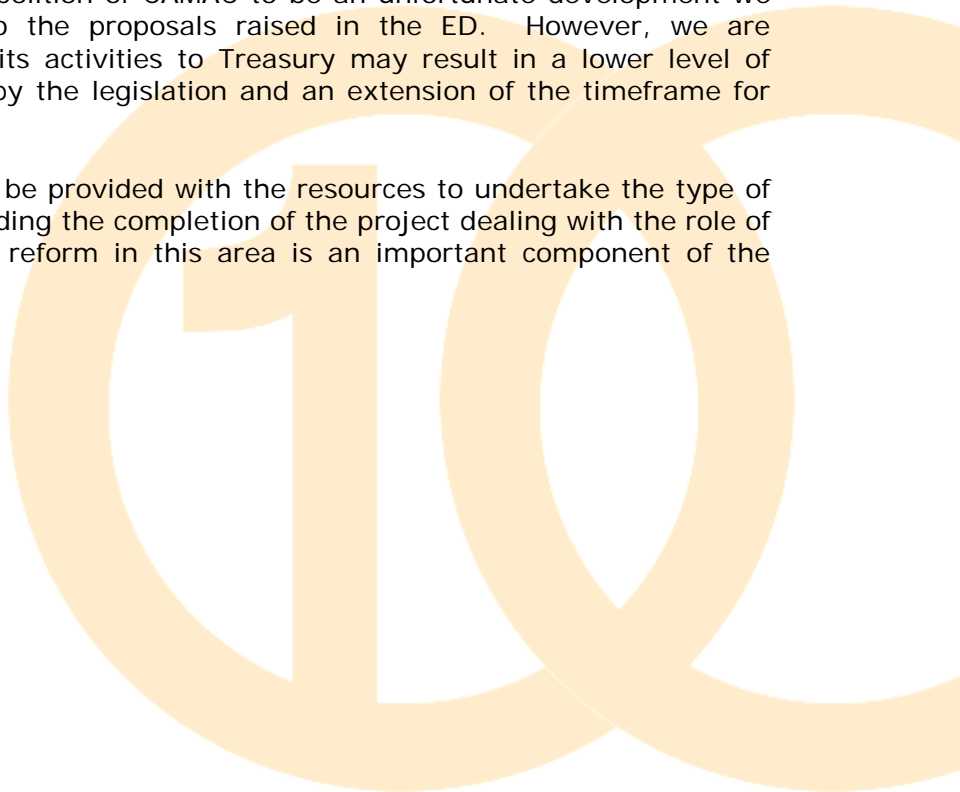 abolition of CAMAC to be an unfortunate development we
to the proposals raised in the ED. However, we are
its activities to Treasury may result in a lower level of
by the legislation and an extension of the timeframe for
be provided with the resources to undertake the type of
ding the completion of the project dealing with the role of
reform in this area is an important component of the
100